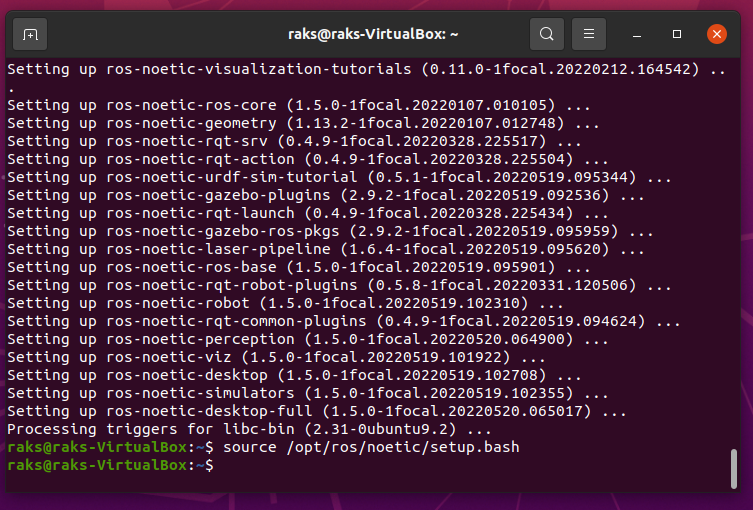 raks@raks-VirtualBox: ~
Setting up ros-noetic-visualization-tutorials (0.11.0-1focal.20220212.164542) ..
.
Setting up ros-noetic-ros-core (1.5.0-1focal.20220107.010105) ...
Setting up ros-noetic-geometry (1.13.2-1focal.20220107.012748) ...
Setting up ros-noetic-rqt-srv (0.4.9-1focal.20220328.225517) ...
Setting up ros-noetic-rqt-action (0.4.9-1focal.20220328.225504) ...
Setting up ros-noetic-urdf-sim-tutorial (0.5.1-1focal.20220519.095344) ...
Setting up ros-noetic-gazebo-plugins (2.9.2-1focal.20220519.092536) ...
Setting up ros-noetic-rqt-launch (0.4.9-1focal.20220328.225434) ...
Setting up ros-noetic-gazebo-ros-pkgs (2.9.2-1focal.20220519.095959) ...
Setting up ros-noetic-laser-pipeline (1.6.4-1focal.20220519.095620) ...
Setting up ros-noetic-ros-base (1.5.0-1focal.20220519.095901) ...
Setting up ros-noetic-rqt-robot-plugins (0.5.8-1focal.20220331.120506) ...
Setting up ros-noetic-robot (1.5.0-1focal.20220519.102310) ...
Setting up ros-noetic-rqt-common-plugins (0.4.9-1focal.20220519.094624) ...
Setting up ros-noetic-perception (1.5.0-1focal.20220520.064900) ...
Setting up ros-noetic-viz (1.5.0-1focal.20220519.101922) ...
Setting up ros-noetic-desktop (1.5.0-1focal.20220519.102708) ...
Setting up ros-noetic-simulators (1.5.0-1focal.20220519.102355) ...
Setting up ros-noetic-desktop-full (1.5.0-1focal.20220520.065017) ...
Processing triggers for libc-bin (2.31-0ubuntu9.2) ...
raks@raks-VirtualBox:~$ source /opt/ros/noetic/setup.bash
raks@raks-VirtualBox:~$